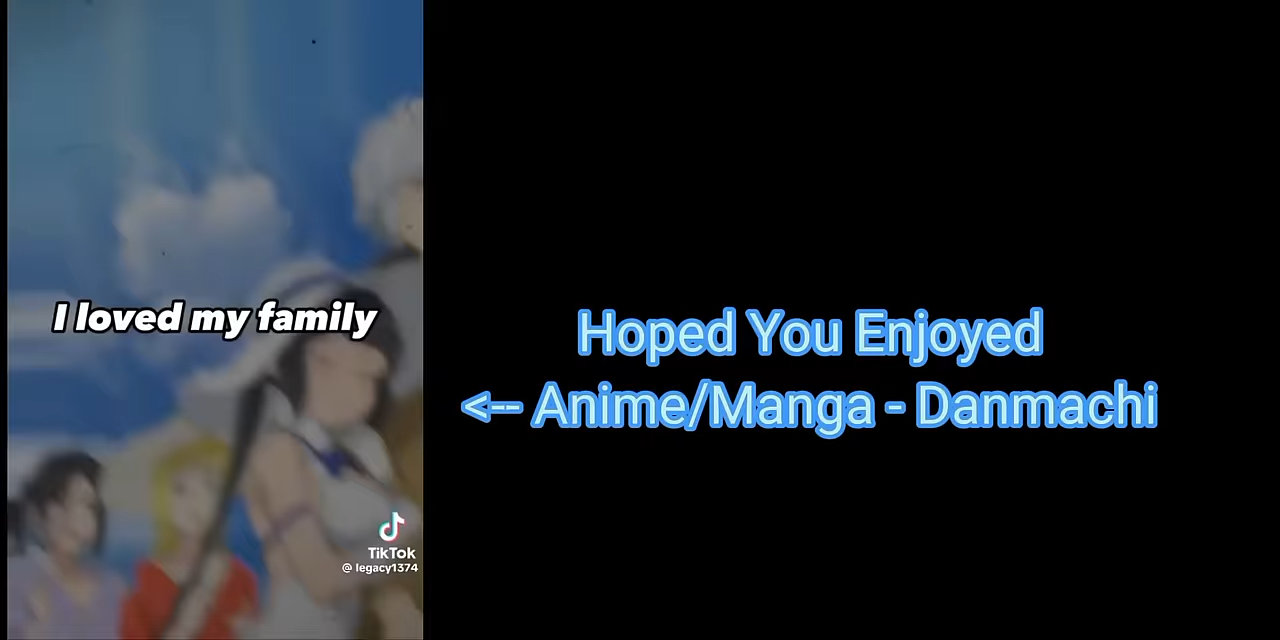 I loved my family
Hoped You Enjoyed
<-- Anime/Manga - Danmachi
TikTok
@ legacy1374